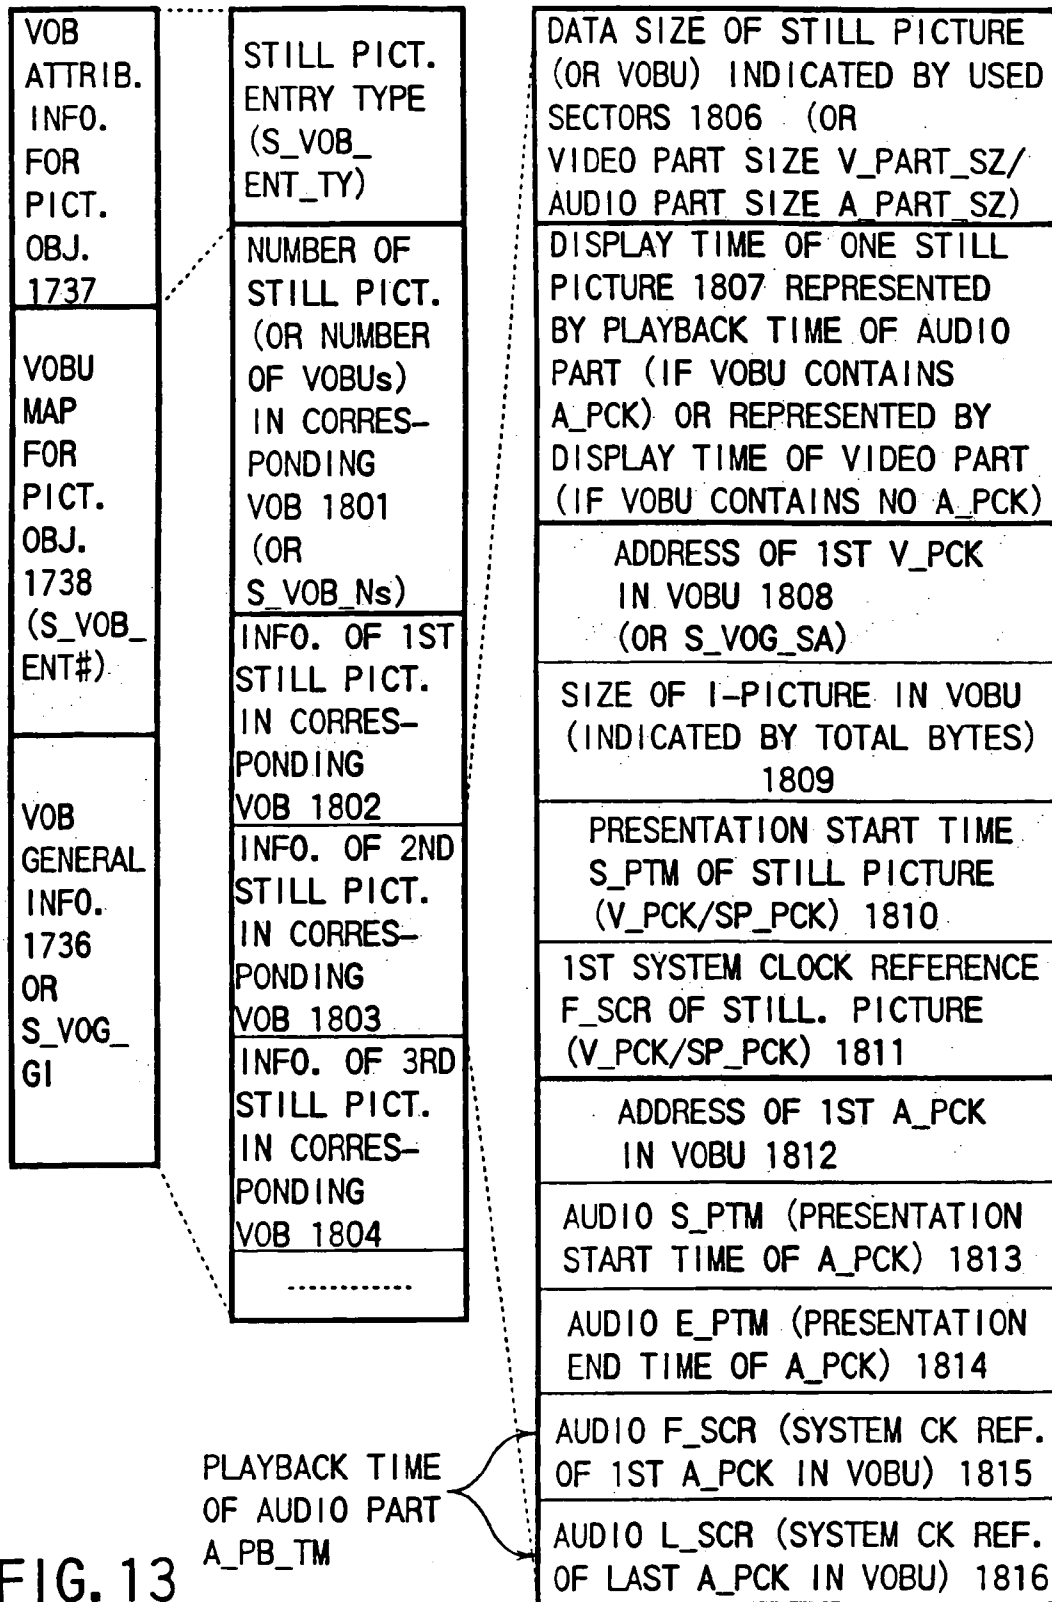 VOB
ATTRIB.
INFO.
FOR
PICT.
OBJ.
1737
VOBU
MAP
FOR
PICT.
OBJ.
1738
(S_VOB_
ENT#)
VOB
GENERAL
INFO.
1736
OR
S_VOG_
GI
STILL PICT.
ENTRY TYPE
(S_VOB_
ENT_TY)
NUMBER OF
STILL PICT.
(OR NUMBER
OF VOBUs)
IN CORRES-
PONDING
VOB 1801
(OR
S_VOB_Ns)
INFO. OF 1ST
STILL PICT.
IN CORRES-
PONDING
VOB 1802
INFO. OF 2ND
STILL PICT.
IN CORRES-
PONDING
VOB 1803
INFO. OF 3RD
STILL PICT.
IN CORRES-
PONDING
VOB 1804
DATA SIZE OF STILL PICTURE
(OR VOBU) INDICATED BY USED
SECTORS 1806 (OR
VIDEO PART SIZE V_PART_SZ/
AUDIO PART SIZE A_PART_SZ)
DISPLAY TIME OF ONE STILL
PICTURE 1807 REPRESENTED
BY PLAYBACK TIME OF AUDIO
PART (IF VOBU CONTAINS
A_PCK) OR REPRESENTED BY
DISPLAY TIME OF VIDEO PART
(IF VOBU CONTAINS NO A_PCK)
ADDRESS OF 1ST V_PCK
IN VOBU 1808
(OR S_VOG_SA)
SIZE OF I-PICTURE IN VOBU
(INDICATED BY TOTAL BYTES)
1809
PRESENTATION START TIME
S_PTM OF STILL PICTURE
(V_PCK/SP_PCK) 1810
1ST SYSTEM CLOCK REFERENCE
F_SCR OF STILL. PICTURE
(V_PCK/SP_PCK) 1811
ADDRESS OF 1ST A_PCK
IN VOBU 1812
AUDIO S_PTM (PRESENTATION
START TIME OF A_PCK) 1813
AUDIO E_PTM (PRESENTATION
END TIME OF A_PCK) 1814
AUDIO F_SCR (SYSTEM CK REF.
OF 1ST A_PCK IN VOBU) 1815
AUDIO L_SCR (SYSTEM CK REF.
OF LAST A_PCK IN VOBU) 1816
PLAYBACK TIME
OF AUDIO PART
A_PB_TM
FIG. 13